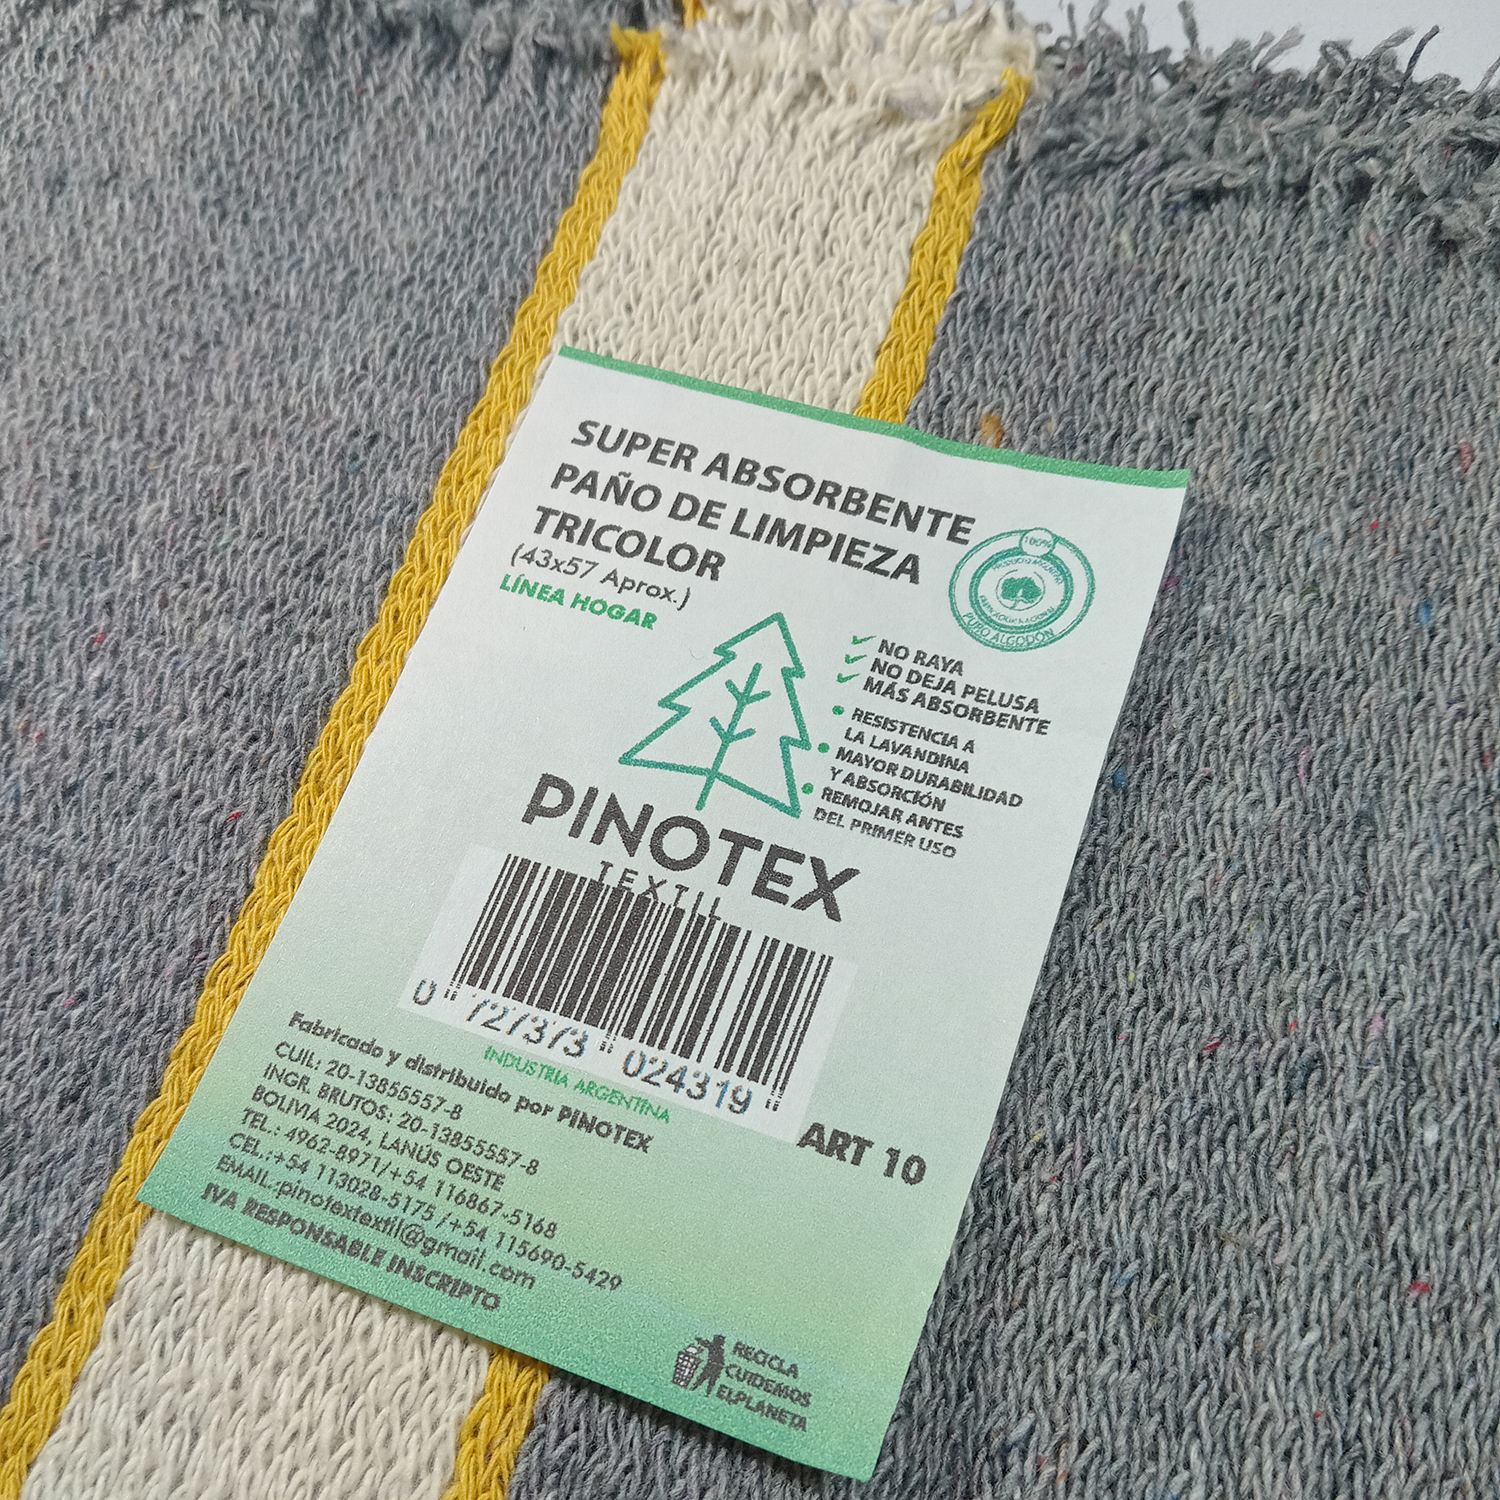 SUPER ABSORBENTE
PAÑO DE LIMPIEZA
TRICOLOR
(43x57 Aprox.)
LÍNEA HOGAR
100%
PURO ALGODÓN
NO RAYA
NO DEJA PELUSA
MÁS ABSORBENTE
RESISTENCIA A
LA LAVANDINA
MAYOR DURABILIDAD
Y ABSORCIÓN
REMOJAR ANTES
DEL PRIMER USO
PINOTEX
TEXTIL
0 727373 024319
INDUSTRIA ARGENTINA
ART 10
Fabricado y distribuido por PINOTEX
CUIL: 20-13855557-8
INGR. BRUTOS: 20-13855557-8
BOLIVIA 2024, LANÚS OESTE
TEL.: 4962-8971/+54 116867-5168
CEL.:+54 113028-5175 /+54 115690-5429
EMAIL.:pinotextextil@gmail.com
IVA RESPONSABLE INSCRIPTO
RECICLA
CUIDEMOS
ELPLANETA